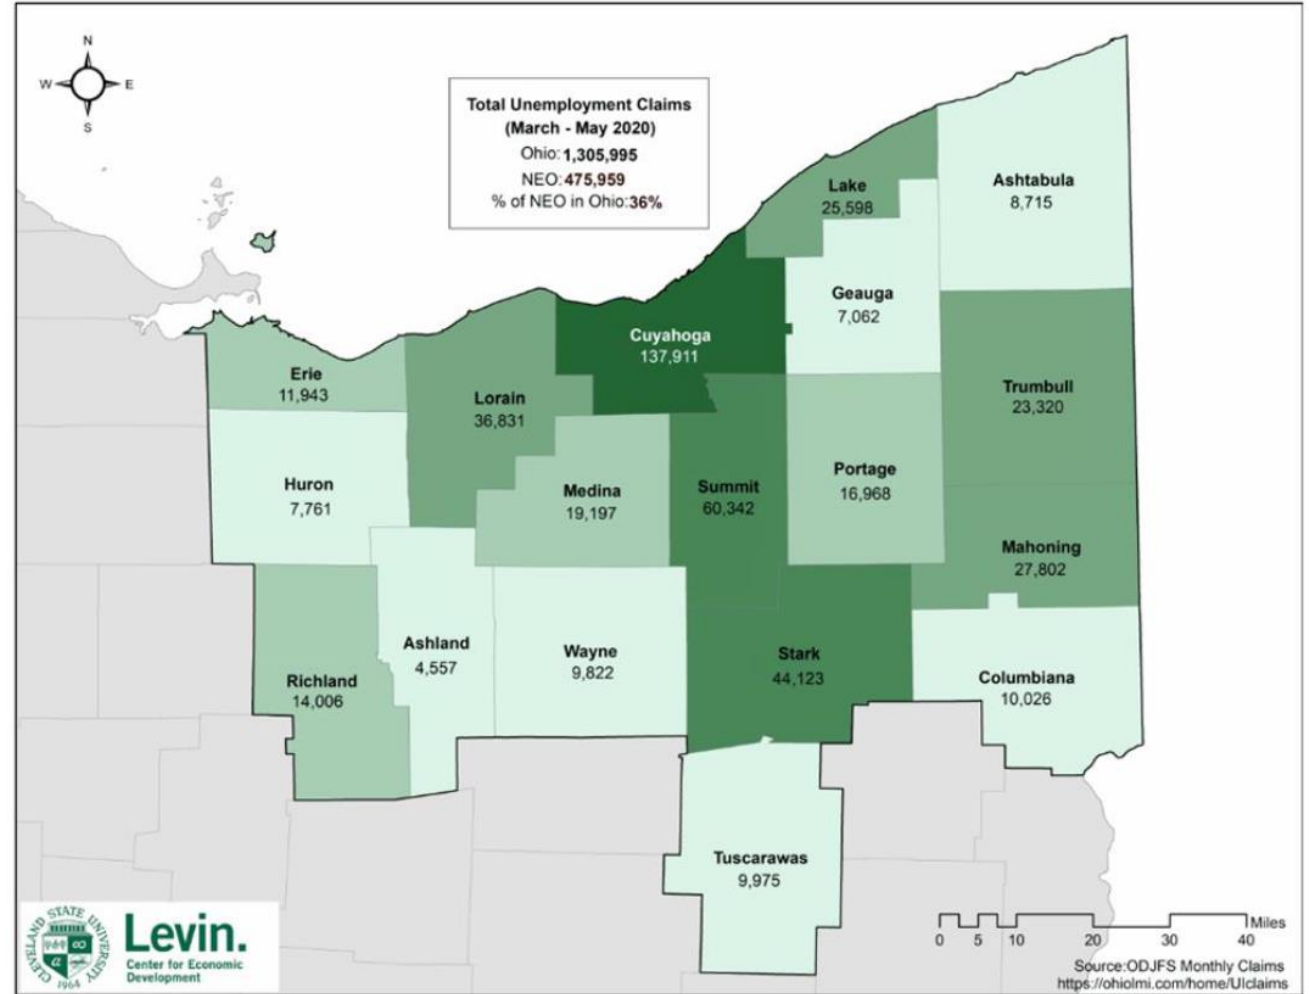 N
W
E
S
Total Unemployment Claims
(March - May 2020)
Ohio: 1,305,995
NEO: 475,959
% of NEO in Ohio: 36%
Ashtabula
8,715
Lake
25,598
Geauga
7,062
Cuyahoga
137,911
Erie
11,943
Lorain
36,831
Trumbull
23,320
Huron
7,761
Medina
19,197
Summit
60,342
Portage
16,968
Mahoning
27,802
Richland
14,006
Ashland
4,557
Wayne
9,822
Stark
44,123
Columbiana
10,026
Tuscarawas
9,975
CLEVELAND STATE UNIVERSITY
1964
Levin.
Center for Economic
Development
Miles
0 5 10 20 30 40
Source:ODJFS Monthly Claims
https://ohiolmi.com/home/UIclaims